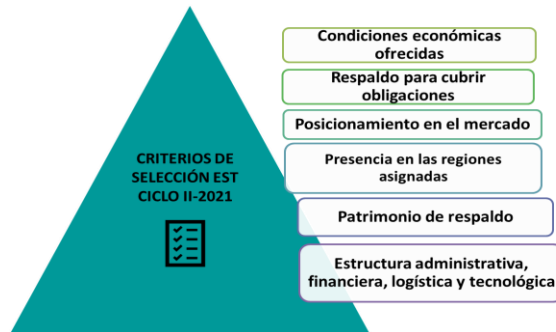 CRITERIOS DE
SELECCIÓN EST
CICLO II-2021
Condiciones económicas
ofrecidas
Respaldo para cubrir
obligaciones
Posicionamiento en el mercado
Presencia en las regiones
asignadas
Patrimonio de respaldo
Estructura administrativa,
financiera, logística y tecnológica